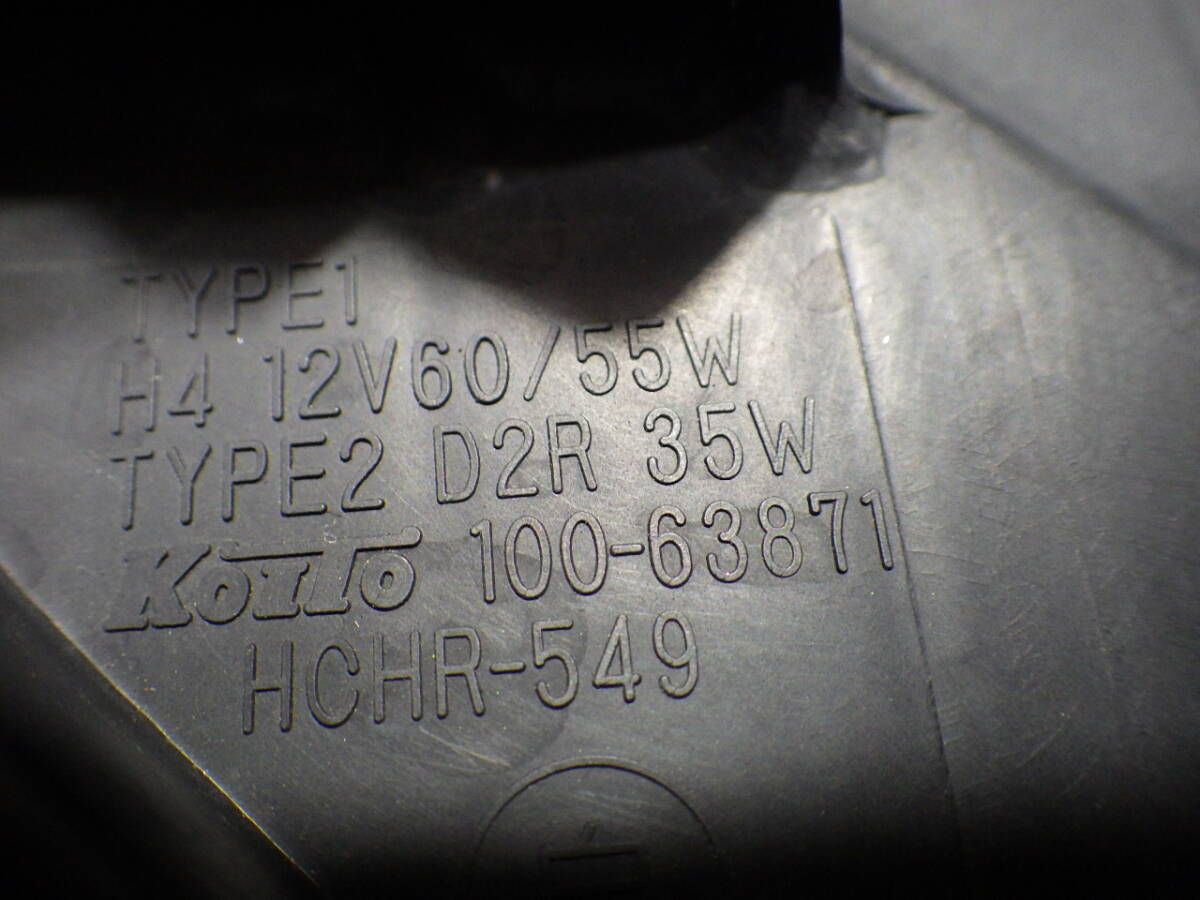 TYPE1
H4 12V60/55W
TYPE2 D2R 35W
KOITO 100-63871
HCHR-549